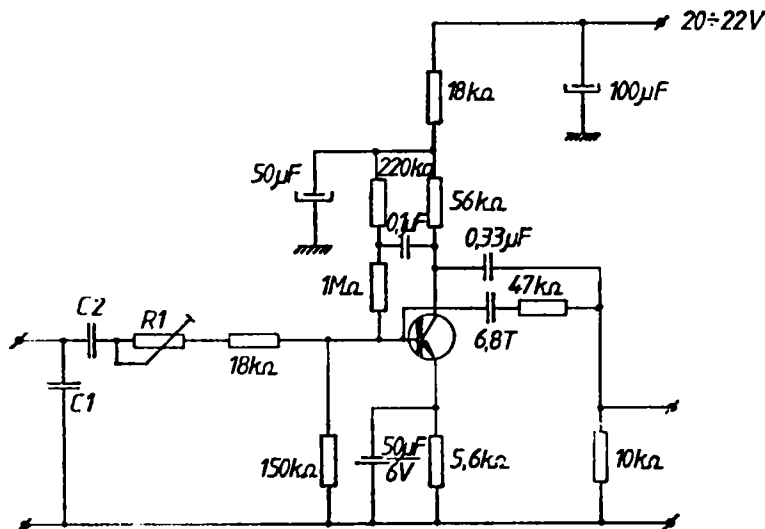 20÷22V
18kΩ
100µF
50µF
220kΩ
56kΩ
0,1µF
0,33µF
1MΩ
47kΩ
C2
R1
6,8T
18kΩ
C1
150kΩ
50µF
6V
5,6kΩ
10kΩ